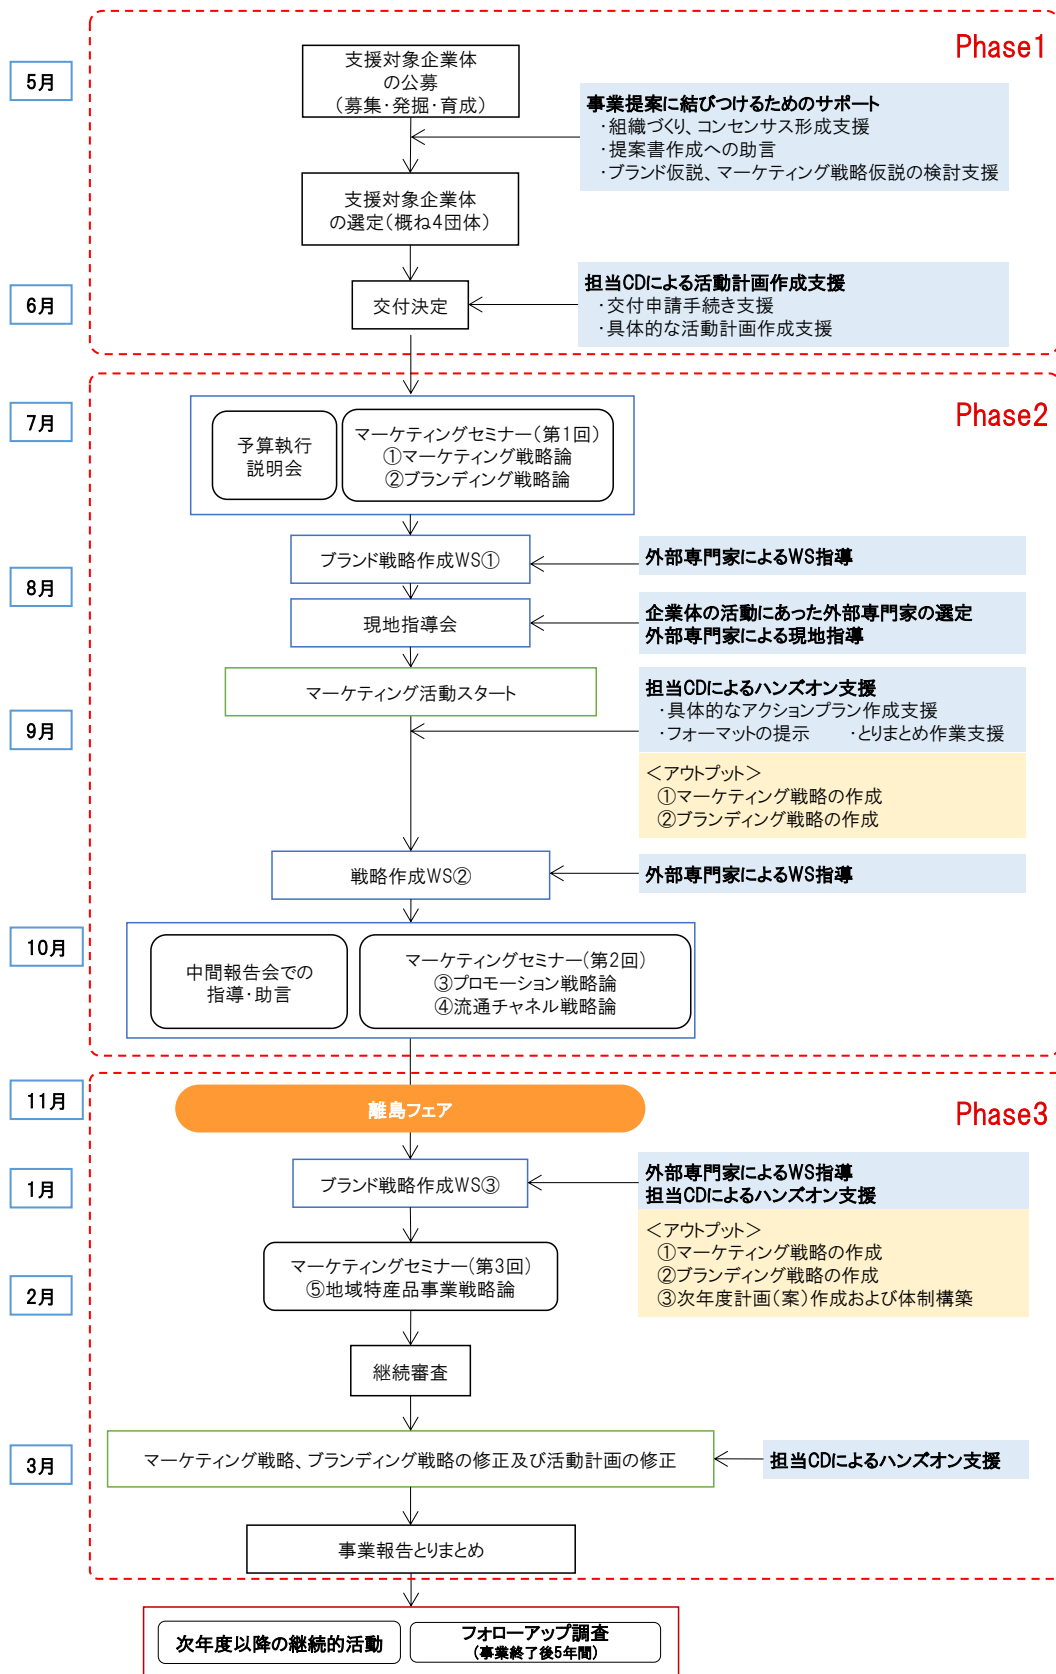 Phase1
5月
支援対象企業体
の公募
（募集・発掘・育成）
事業提案に結びつけるためのサポート
・組織づくり、コンセンサス形成支援
・提案書作成への助言
・ブランド仮説、マーケティング戦略仮説の検討支援
支援対象企業体
の選定（概ね4団体）
6月
交付決定
担当CDによる活動計画作成支援
・交付申請手続き支援
・具体的な活動計画作成支援
Phase2
7月
予算執行
説明会
マーケティングセミナー（第1回）
①マーケティング戦略論
②ブランディング戦略論
ブランド戦略作成WS①
外部専門家によるWS指導
8月
現地指導会
企業体の活動にあった外部専門家の選定
外部専門家による現地指導
マーケティング活動スタート
担当CDによるハンズオン支援
・具体的なアクションプラン作成支援
・フォーマットの提示　　・とりまとめ作業支援
9月
＜アウトプット＞
①マーケティング戦略の作成
②ブランディング戦略の作成
戦略作成WS②
外部専門家によるWS指導
10月
中間報告会での
指導・助言
マーケティングセミナー（第2回）
③プロモーション戦略論
④流通チャネル戦略論
11月
離島フェア
Phase3
1月
ブランド戦略作成WS③
外部専門家によるWS指導
担当CDによるハンズオン支援
＜アウトプット＞
①マーケティング戦略の作成
②ブランディング戦略の作成
③次年度計画（案）作成および体制構築
2月
マーケティングセミナー（第3回）
⑤地域特産品事業戦略論
継続審査
3月
マーケティング戦略、ブランディング戦略の修正及び活動計画の修正
担当CDによるハンズオン支援
事業報告とりまとめ
次年度以降の継続的活動
フォローアップ調査
（事業終了後5年間）